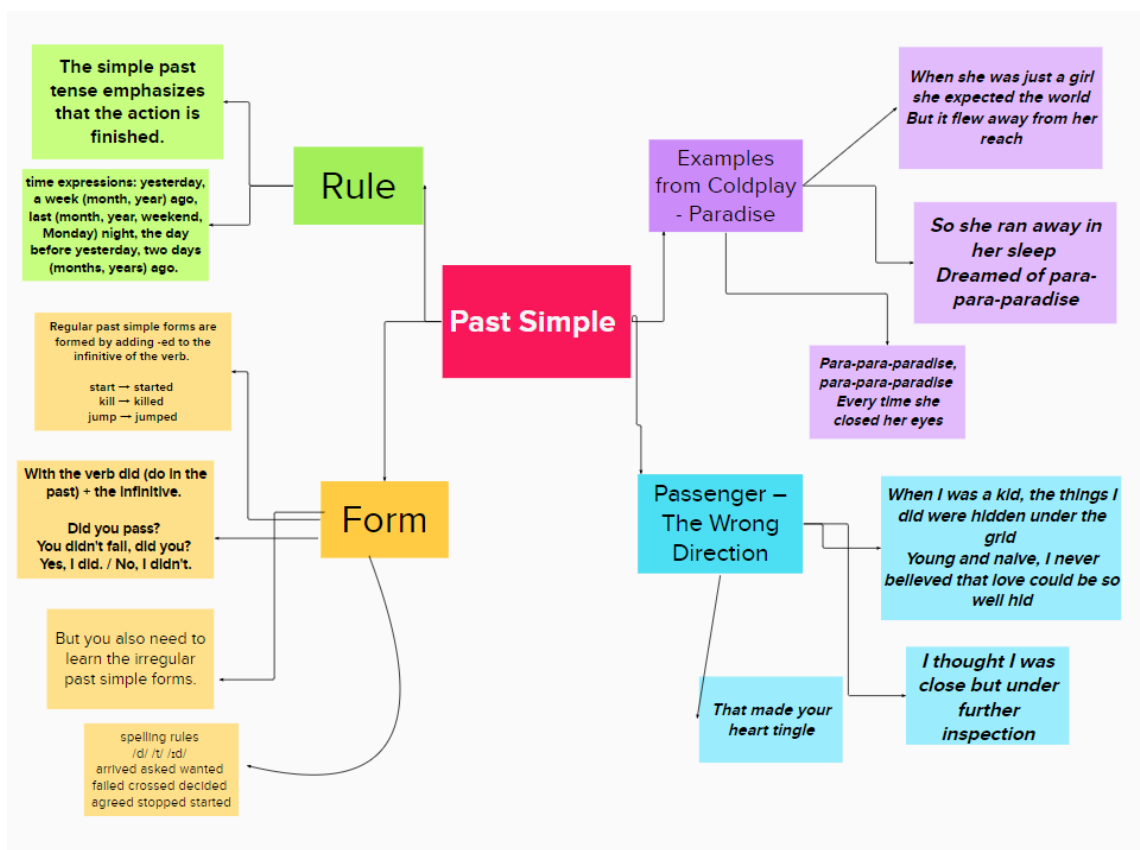 The simple past
tense emphasizes
that the action is
finished.
time expressions: yesterday,
a week (month, year) ago,
last (month, year, weekend,
Monday) night, the day
before yesterday, two days
(months, years) ago.
Rule
Regular past simple forms are
formed by adding -ed to the
infinitive of the verb.
start → started
kill → killed
jump → jumped
With the verb did (do in the
past) + the infinitive.
Did you pass?
You didn't fail, did you?
Yes, I did. / No, I didn't.
Form
But you also need to
learn the irregular
past simple forms.
spelling rules
/d/ /t/ /ɪd/
arrived asked wanted
failed crossed decided
agreed stopped started
Past Simple
Examples
from Coldplay
- Paradise
When she was just a girl
she expected the world
But it flew away from her
reach
So she ran away in
her sleep
Dreamed of para-
para-paradise
Para-para-paradise,
para-para-paradise
Every time she
closed her eyes
Passenger –
The Wrong
Direction
When I was a kid, the things I
did were hidden under the
grid
Young and naive, I never
believed that love could be so
well hid
I thought I was
close but under
further
inspection
That made your
heart tingle